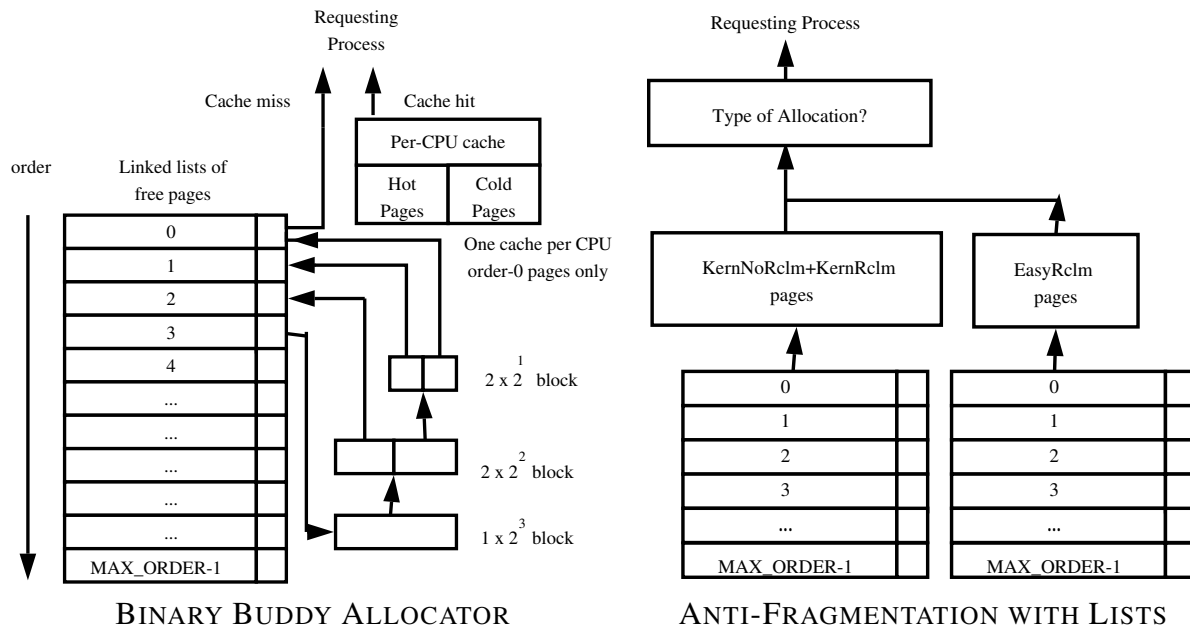 Requesting
Process
Cache miss
Cache hit
Per-CPU cache
Hot
Pages
Cold
Pages
One cache per CPU
order-0 pages only
order
Linked lists of
free pages
0
1
2
3
4
...
...
...
...
...
MAX_ORDER-1
2 x 2^1 block
2 x 2^2 block
1 x 2^3 block
BINARY BUDDY ALLOCATOR
Requesting Process
Type of Allocation?
KernNoRclm+KernRclm
pages
EasyRclm
pages
0
1
2
3
...
MAX_ORDER-1
0
1
2
3
...
MAX_ORDER-1
ANTI-FRAGMENTATION WITH LISTS